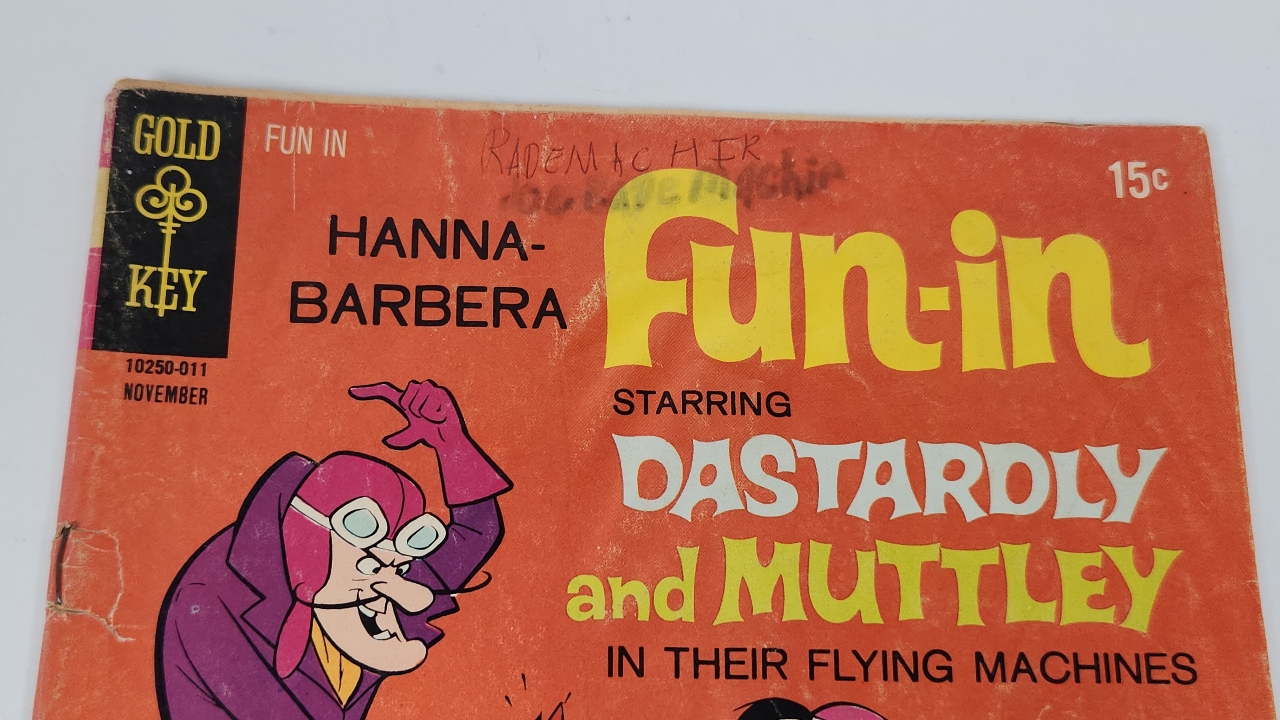 GOLD
KEY
FUN IN
RADEMACHER
15¢
HANNA-
BARBERA
Fun-in
10250-011
NOVEMBER
STARRING
DASTARDLY
and MUTTLEY
IN THEIR FLYING MACHINES